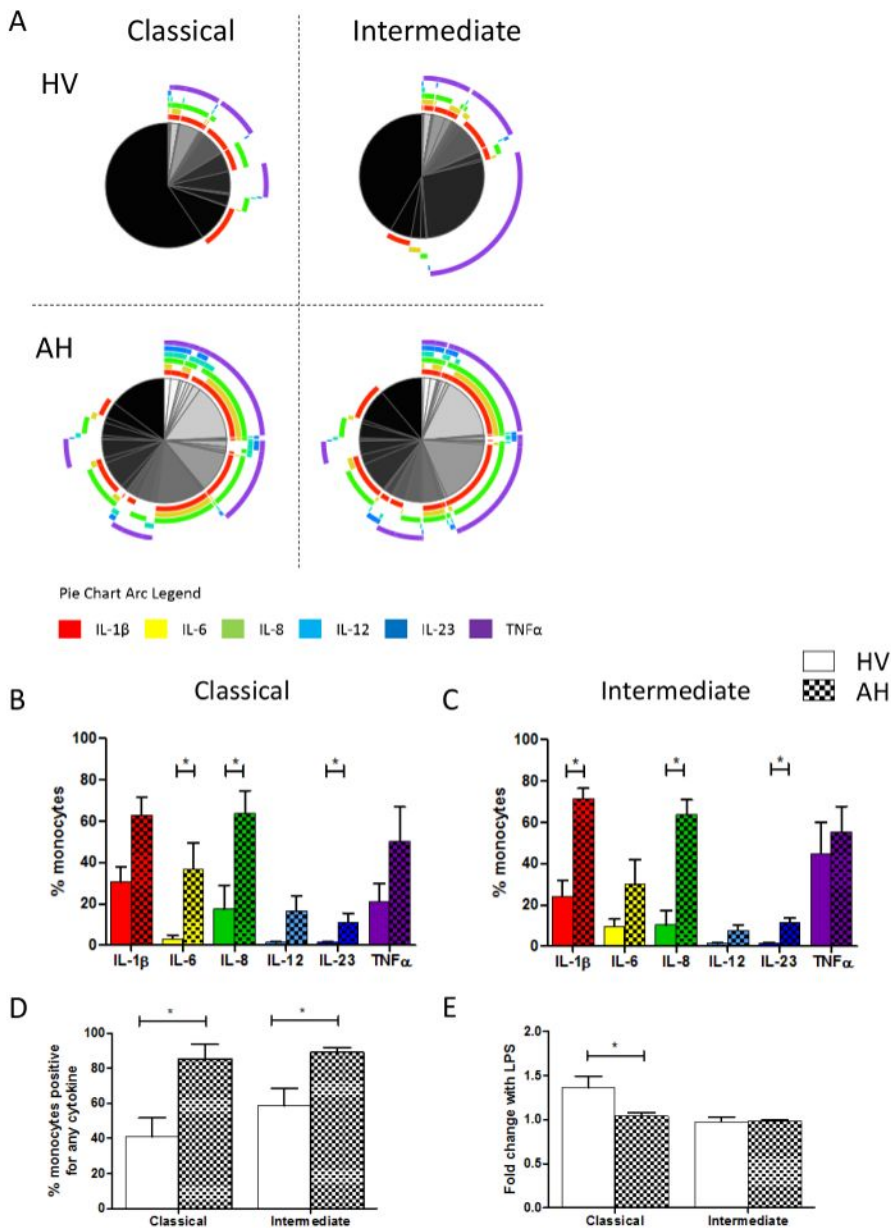 A
Classical
Intermediate
HV
AH
Pie Chart Arc Legend
IL-1β IL-6 IL-8 IL-12 IL-23 TNFα
HV
AH
B
Classical
% monocytes
100
80
60
40
20
0
* * *
IL-1β IL-6 IL-8 IL-12 IL-23 TNFα
C
Intermediate
% monocytes
100
80
60
40
20
0
* * *
IL-1β IL-6 IL-8 IL-12 IL-23 TNFα
D
% monocytes positive
for any cytokine
100
80
60
40
20
0
* *
Classical Intermediate
E
Fold change with LPS
2.0
1.5
1.0
0.5
0.0
*
Classical Intermediate